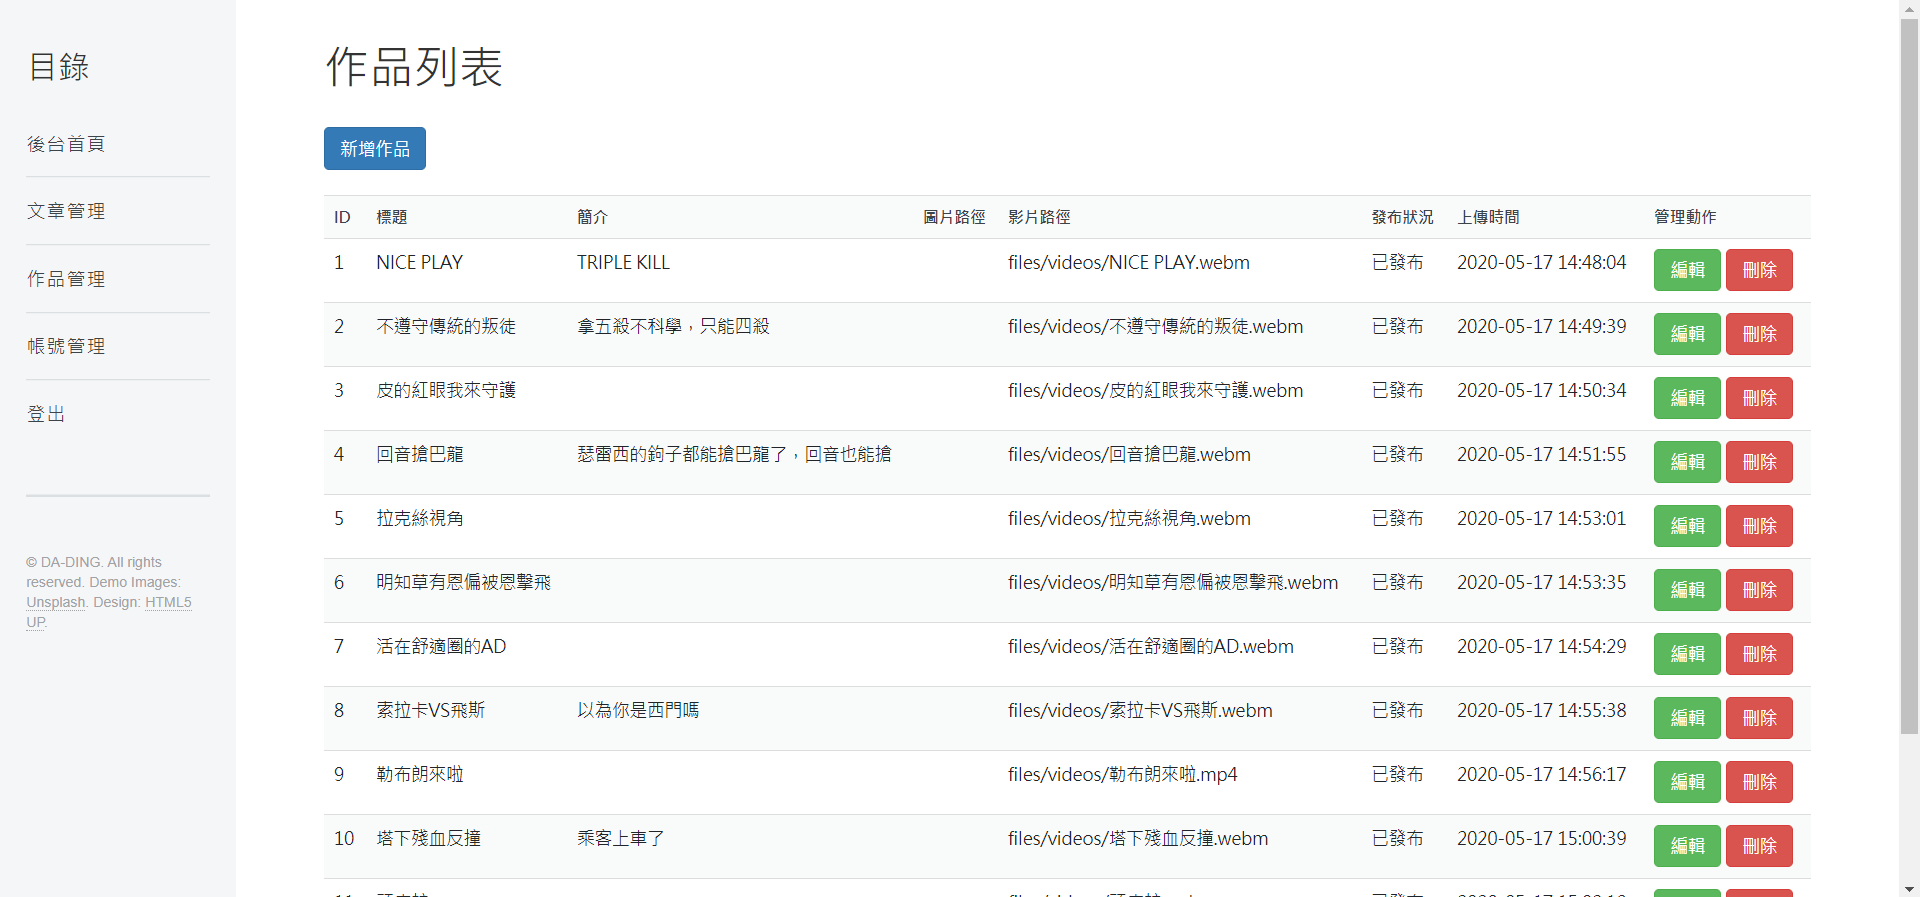 目錄
後台首頁
文章管理
作品管理
帳號管理
登出
© DA-DING. All rights
reserved. Demo Images:
Unsplash. Design: HTML5
UP.
作品列表
新增作品
ID 標題 簡介 圖片路徑 影片路徑 發布狀況 上傳時間 管理動作
1 NICE PLAY TRIPLE KILL files/videos/NICE PLAY.webm 已發布 2020-05-17 14:48:04 編輯 刪除
2 不遵守傳統的叛徒 拿五殺不科學，只能四殺 files/videos/不遵守傳統的叛徒.webm 已發布 2020-05-17 14:49:39 編輯 刪除
3 皮的紅眼我來守護 files/videos/皮的紅眼我來守護.webm 已發布 2020-05-17 14:50:34 編輯 刪除
4 回音搶巴龍 瑟雷西的鉤子都能搶巴龍了，回音也能搶 files/videos/回音搶巴龍.webm 已發布 2020-05-17 14:51:55 編輯 刪除
5 拉克絲視角 files/videos/拉克絲視角.webm 已發布 2020-05-17 14:53:01 編輯 刪除
6 明知草有恩偏被恩擊飛 files/videos/明知草有恩偏被恩擊飛.webm 已發布 2020-05-17 14:53:35 編輯 刪除
7 活在舒適圈的AD files/videos/活在舒適圈的AD.webm 已發布 2020-05-17 14:54:29 編輯 刪除
8 索拉卡VS飛斯 以為你是西門嗎 files/videos/索拉卡VS飛斯.webm 已發布 2020-05-17 14:55:38 編輯 刪除
9 勒布朗來啦 files/videos/勒布朗來啦.mp4 已發布 2020-05-17 14:56:17 編輯 刪除
10 塔下殘血反撞 乘客上車了 files/videos/塔下殘血反撞.webm 已發布 2020-05-17 15:00:39 編輯 刪除